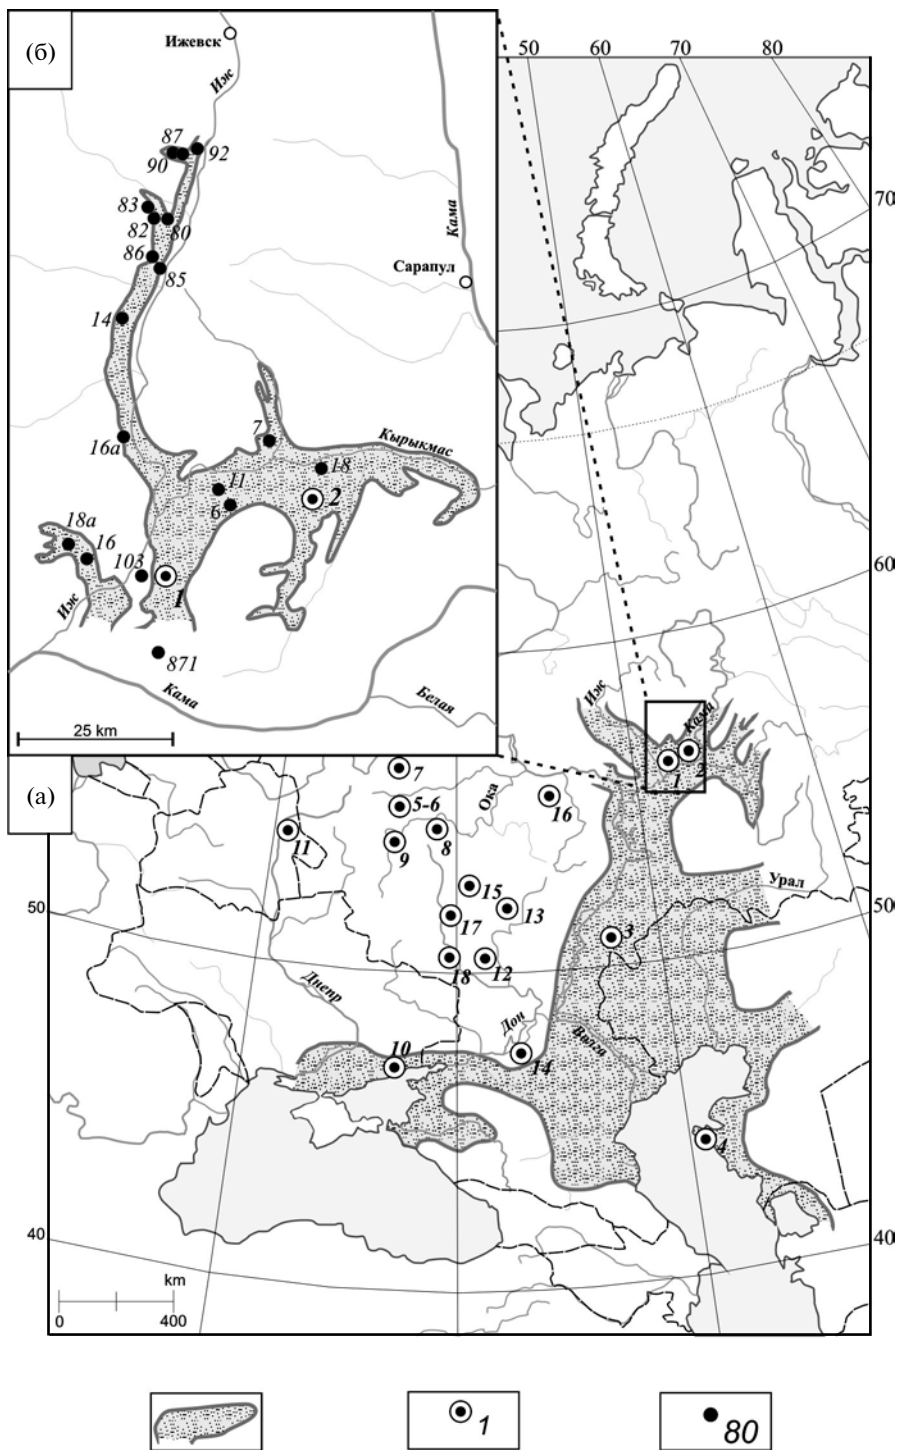 (б)
Ижевск
Иж
87
90
92
83
82
80
86
85
14
16а
7
Кырыкмас
18
11
6
2
18а
16
103
1
Иж
871
Кама
Белая
25 km
Кама
Сарапул
50
60
70
80
70
60
50
40
50
40
(а)
Иж
Кама
1
2
7
5-6
8
9
11
Ока
16
15
13
17
18
12
Урал
3
Днепр
Дон
Волга
10
14
4
km
0
400
1
80